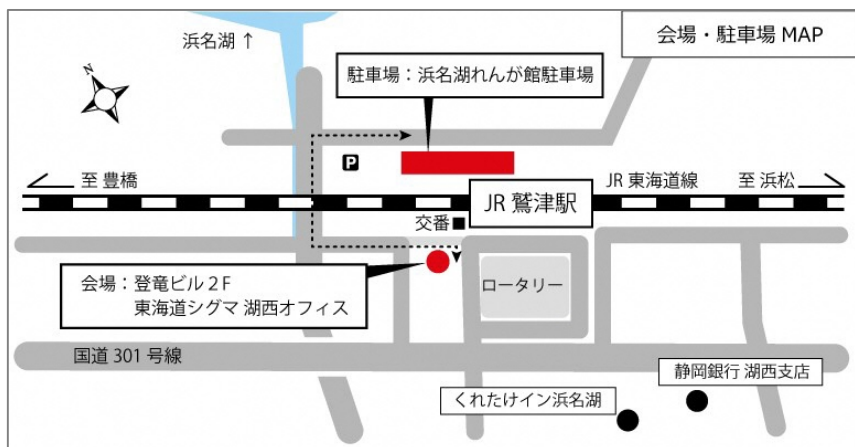 会場・駐車場 MAP
浜名湖 ↑
N
駐車場：浜名湖れんが館駐車場
P
至 豊橋
JR 東海道線
至 浜松
JR 鷲津駅
交番
会場：登竜ビル２F
東海道シグマ 湖西オフィス
ロータリー
国道 301 号線
静岡銀行 湖西支店
くれたけイン浜名湖